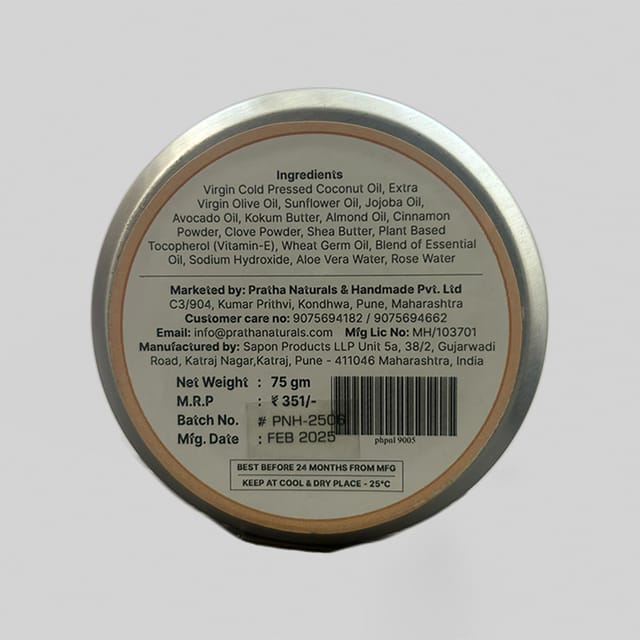 Ingredients
Virgin Cold Pressed Coconut Oil, Extra
Virgin Olive Oil, Sunflower Oil, Jojoba Oil,
Avocado Oil, Kokum Butter, Almond Oil, Cinnamon
Powder, Clove Powder, Shea Butter, Plant Based
Tocopherol (Vitamin-E), Wheat Germ Oil, Blend of Essential
Oil, Sodium Hydroxide, Aloe Vera Water, Rose Water
Marketed by: Pratha Naturals & Handmade Pvt. Ltd
C3/904, Kumar Prithvi, Kondhwa, Pune, Maharashtra
Customer care no: 9075694182 / 9075694662
Email: info@prathanaturals.com Mfg Lic No: MH/103701
Manufactured by: Sapon Products LLP Unit 5a, 38/2, Gujarwadi
Road, Katraj Nagar,Katraj, Pune - 411046 Maharashtra, India
Net Weight : 75 gm
M.R.P : ₹ 351/-
Batch No. # PNH-2506
Mfg. Date : FEB 2025
phpal 9005
BEST BEFORE 24 MONTHS FROM MFG
KEEP AT COOL & DRY PLACE - 25°C